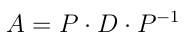 A = P · D · P⁻¹